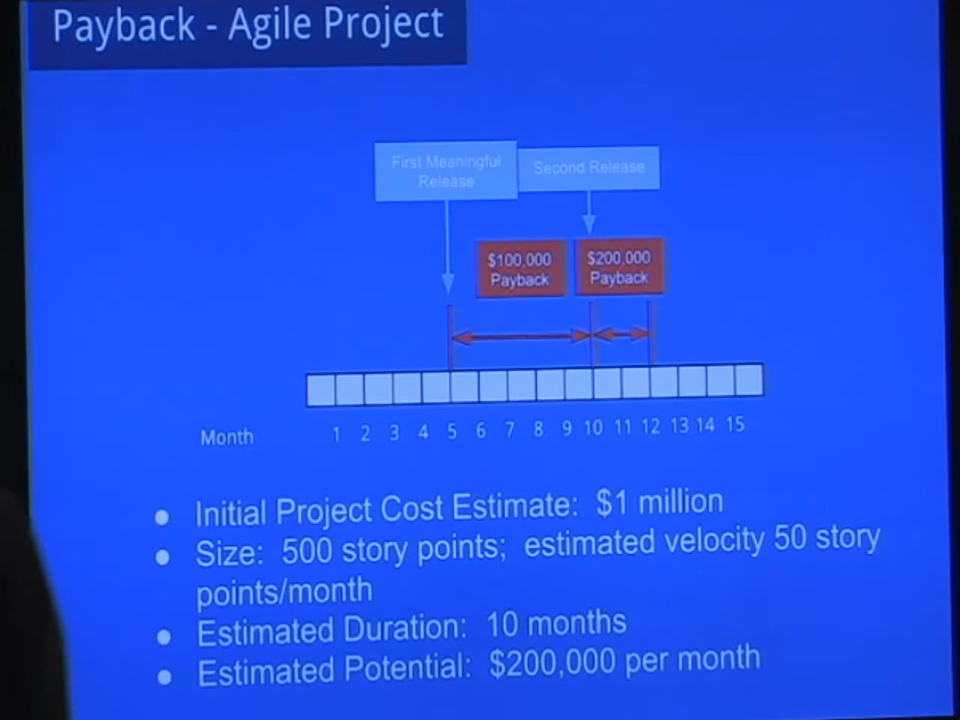 Payback - Agile Project
First Meaningful
Release
Second Release
$100,000
Payback
$200,000
Payback
Month 1 2 3 4 5 6 7 8 9 10 11 12 13 14 15
● Initial Project Cost Estimate: $1 million
● Size: 500 story points; estimated velocity 50 story
points/month
● Estimated Duration: 10 months
● Estimated Potential: $200,000 per month